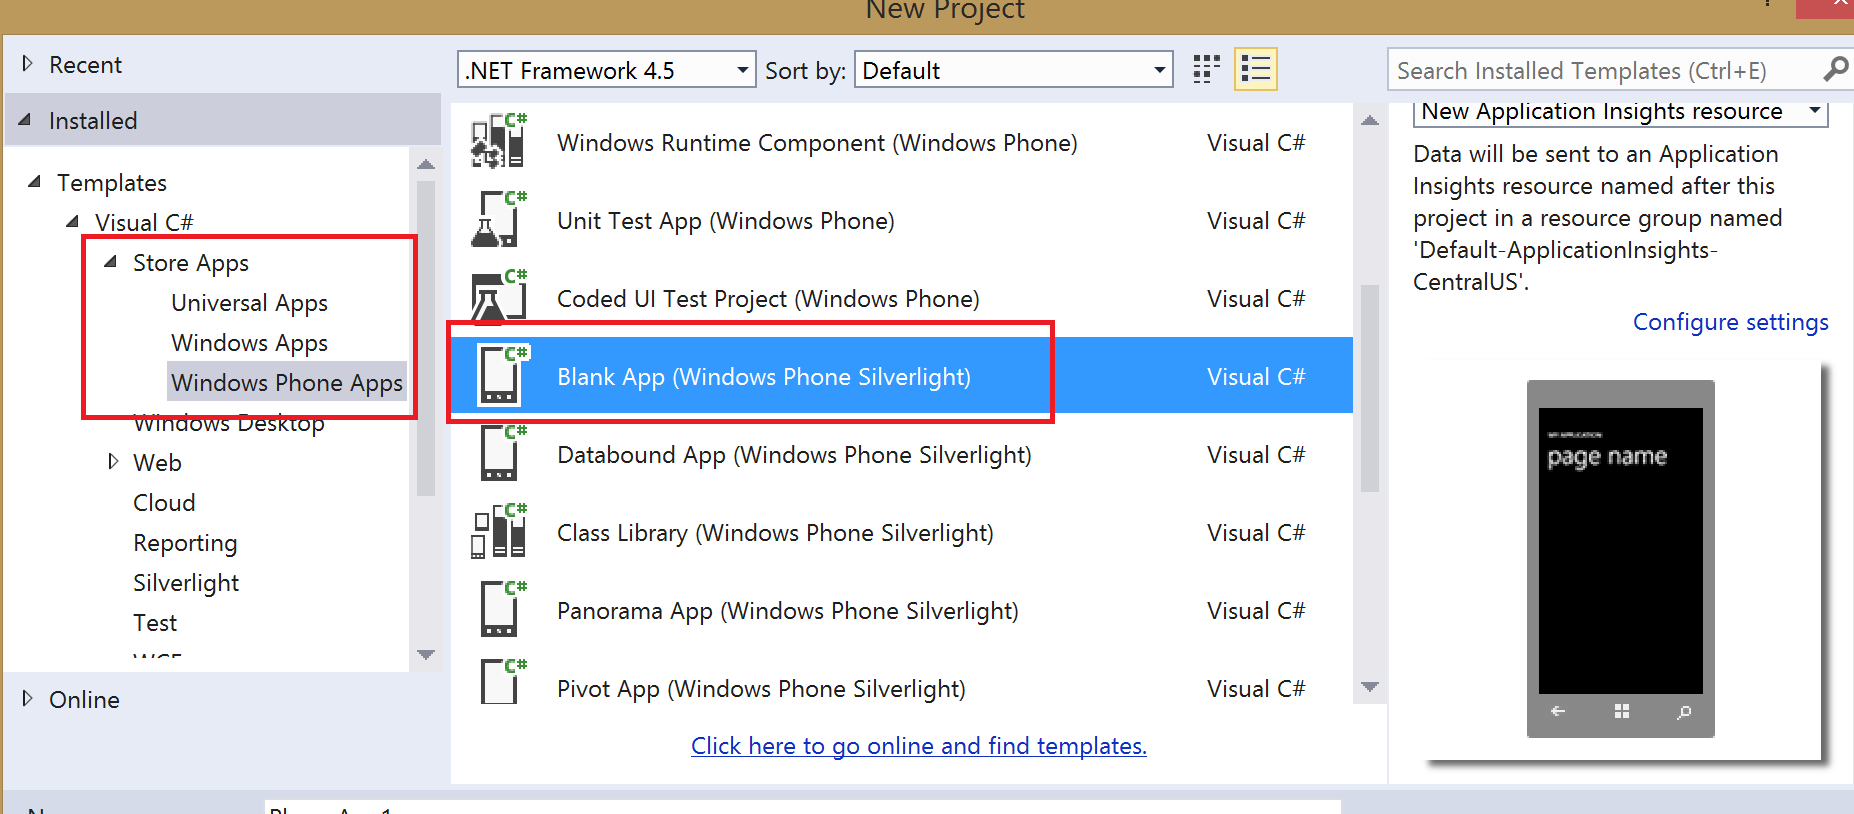 New Project
Recent
Installed
Templates
Visual C#
Store Apps
Universal Apps
Windows Apps
Windows Phone Apps
Windows Desktop
Web
Cloud
Reporting
Silverlight
Test
Online
.NET Framework 4.5
Sort by:
Default
Search Installed Templates (Ctrl+E)
Windows Runtime Component (Windows Phone) Visual C#
Unit Test App (Windows Phone) Visual C#
Coded UI Test Project (Windows Phone) Visual C#
Blank App (Windows Phone Silverlight) Visual C#
Databound App (Windows Phone Silverlight) Visual C#
Class Library (Windows Phone Silverlight) Visual C#
Panorama App (Windows Phone Silverlight) Visual C#
Pivot App (Windows Phone Silverlight) Visual C#
Click here to go online and find templates.
New Application Insights resource
Data will be sent to an Application
Insights resource named after this
project in a resource group named
'Default-ApplicationInsights-
CentralUS'.
Configure settings
MY APPLICATION
page name